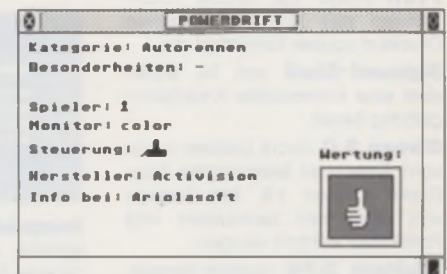 POWERDRIFT
Kategorie: Autorennen
Besonderheiten: -
Spieler: 1
Monitor: color
Steuerung:
Wertung:
Hersteller: Activision
Info bei: Ariolasoft